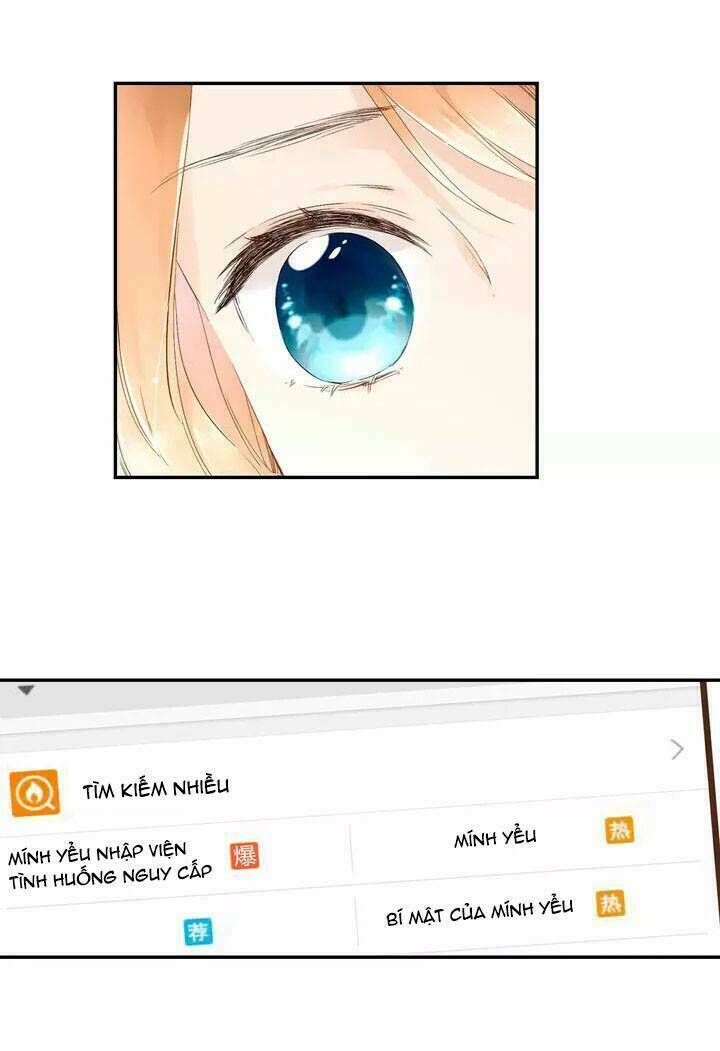 TÌM KIẾM NHIỀU
MÍNH YỂU NHẬP VIỆN
TÌNH HUỐNG NGUY CẤP
爆
MÍNH YỂU
热
荐
BÍ MẬT CỦA MÍNH YỂU
热